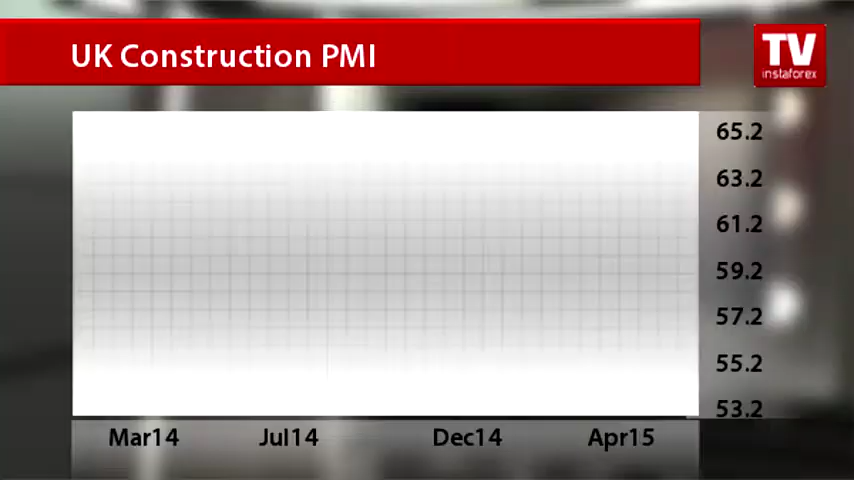 UK Construction PMI
TV
instaforex
65.2
63.2
61.2
59.2
57.2
55.2
53.2
Mar14 Jul14 Dec14 Apr15